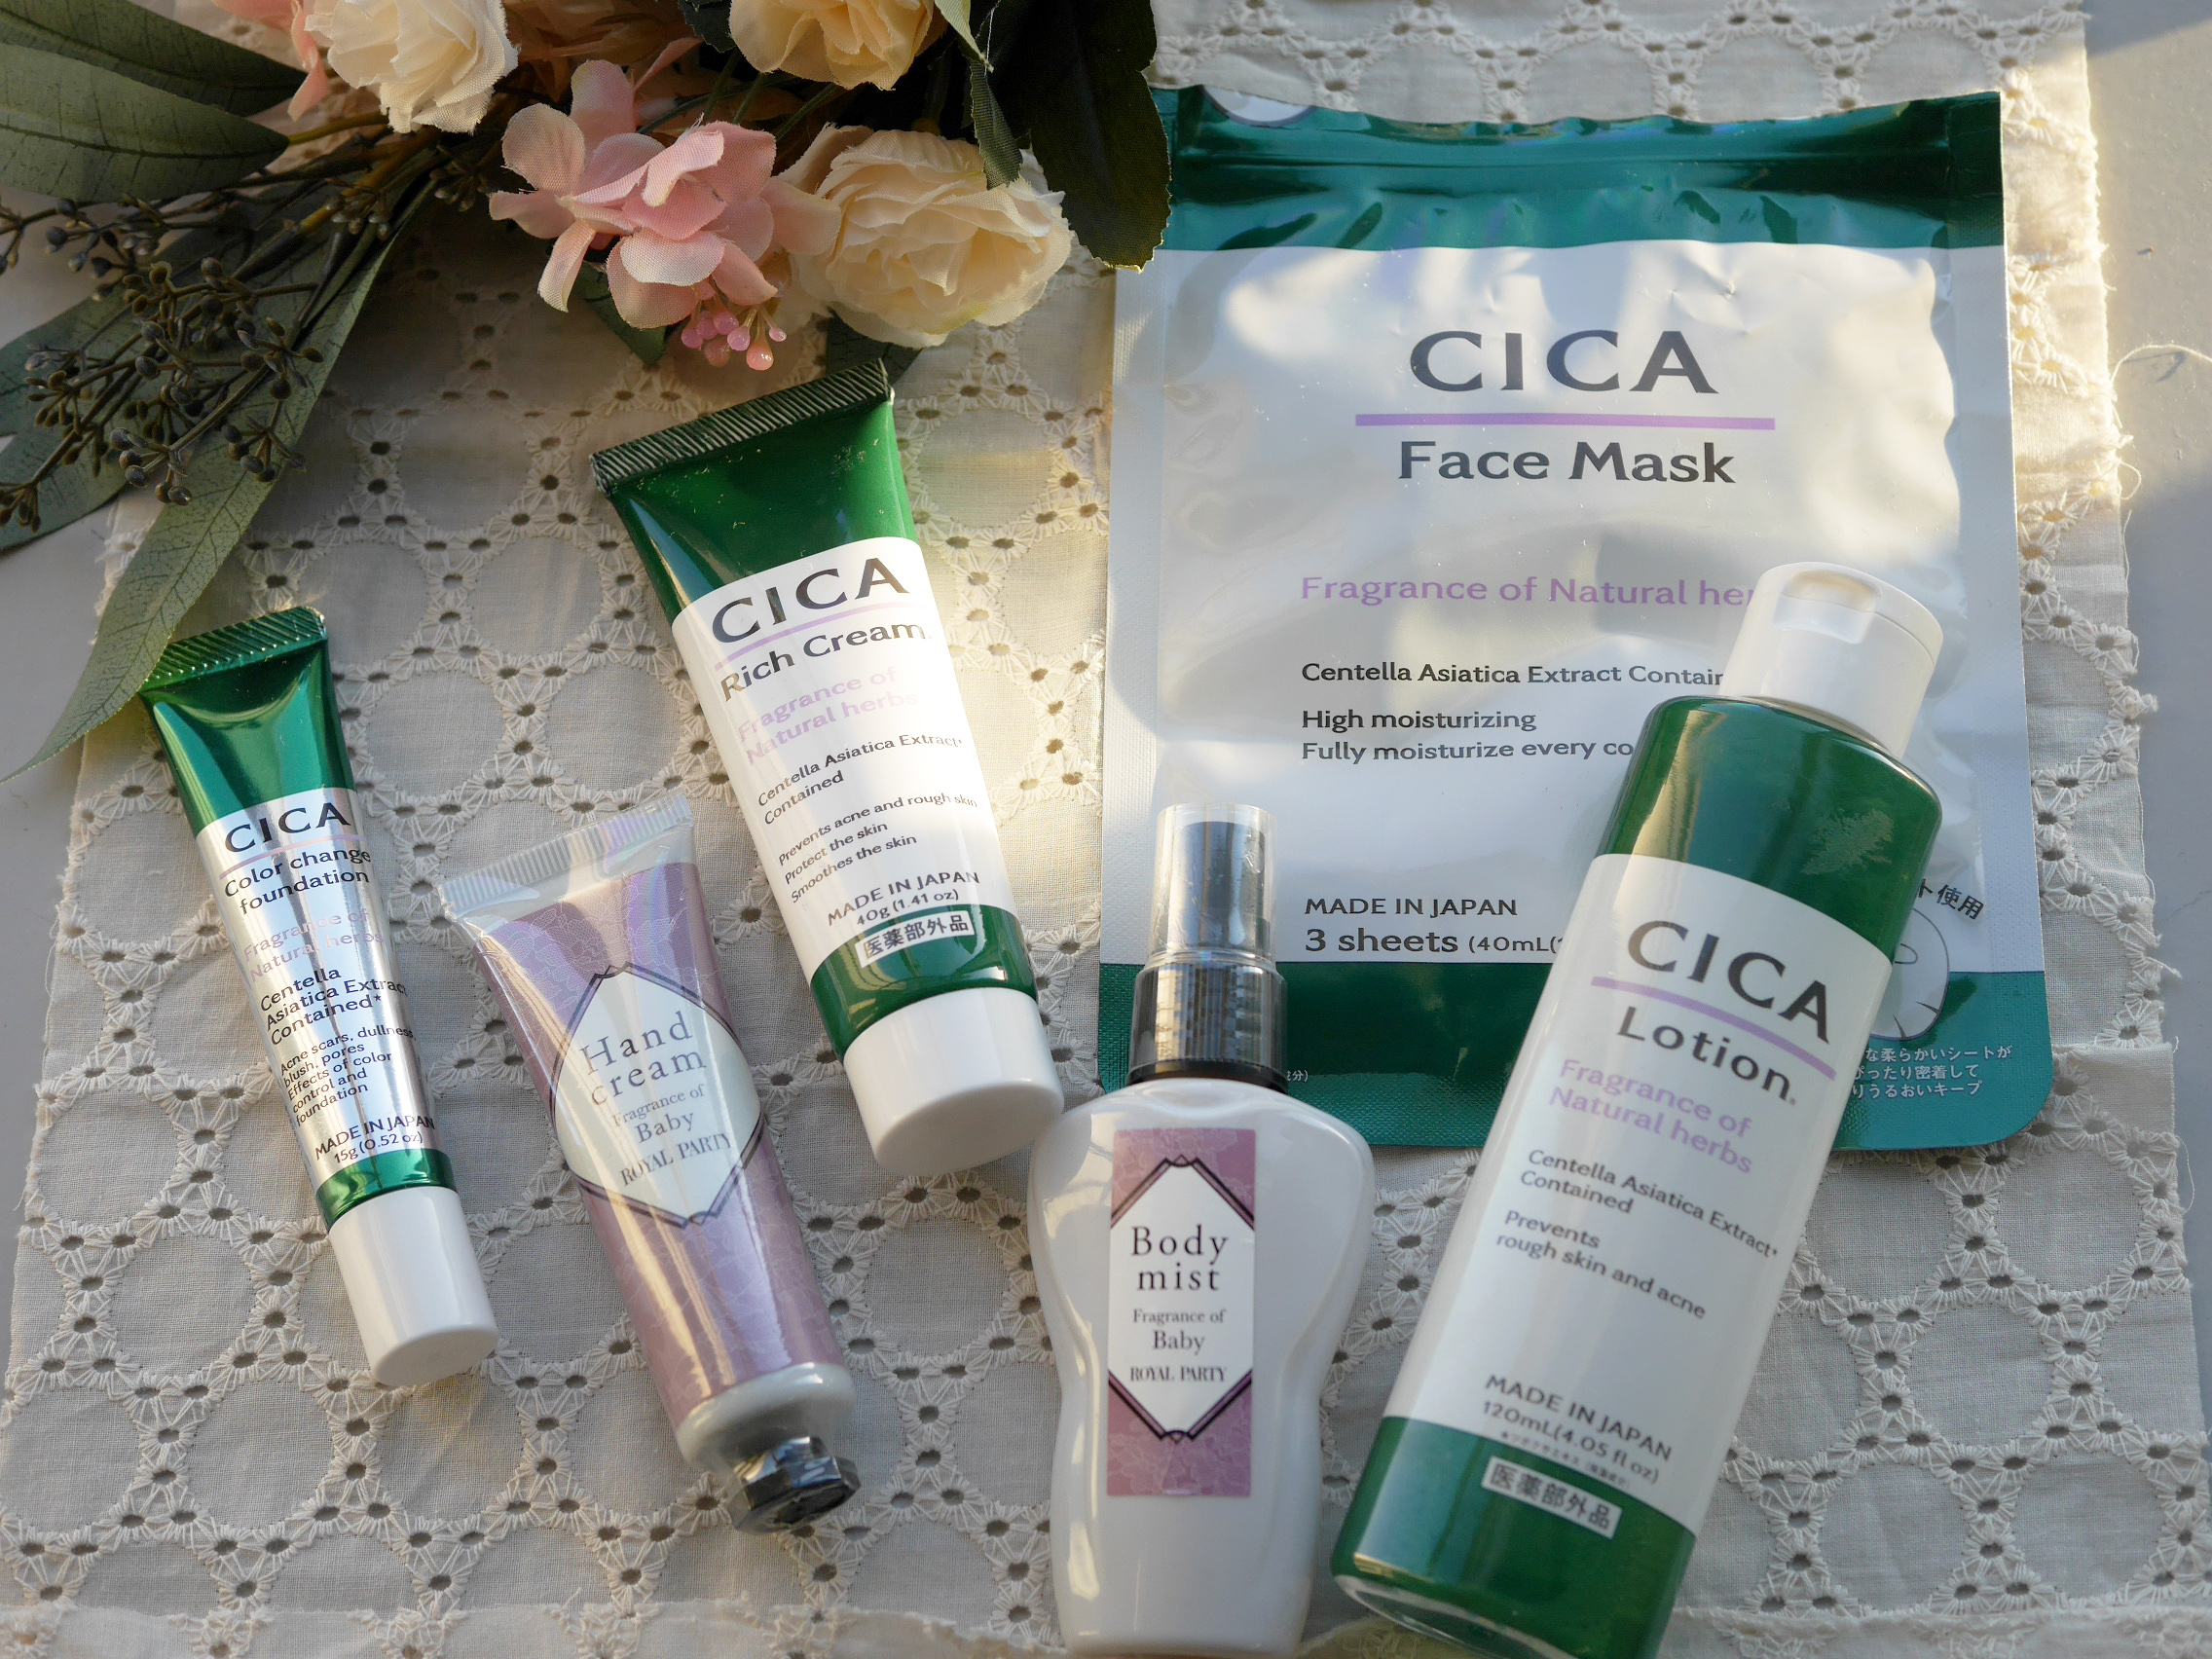 CICA
Face Mask
Fragrance of Natural
Centella Asiatica Extract
High moisturizing
Fully moisturize every
MADE IN JAPAN
3 sheets (40mL
ト使用
な柔らかいシートが
ぴったり密着して
りうるおいキープ
CICA
Rich Cream
Fragrance of
Natural herbs
Centella Asiatica Extract*
Contained
Prevents acne and rough skin
Protect the skin
Smoothes the skin
MADE IN JAPAN
40g (1.41 oz)
医薬部外品
CICA
Color change
foundation
Fragrance of
Natural herbs
Centella
Asiatica Extract
Contained*
Acne scars, dullness,
blush, pores
Effects of color
control and
foundation
MADE IN JAPAN
15g (0.52 oz)
Hand
cream
Fragrance of
Baby
ROYAL PARTY
Body
mist
Fragrance of
Baby
ROYAL PARTY
CICA
Lotion
Fragrance of
Natural herbs
Centella Asiatica Extract*
Contained
Prevents
rough skin and acne
MADE IN JAPAN
120mL(4.05 fl oz)
医薬部外品